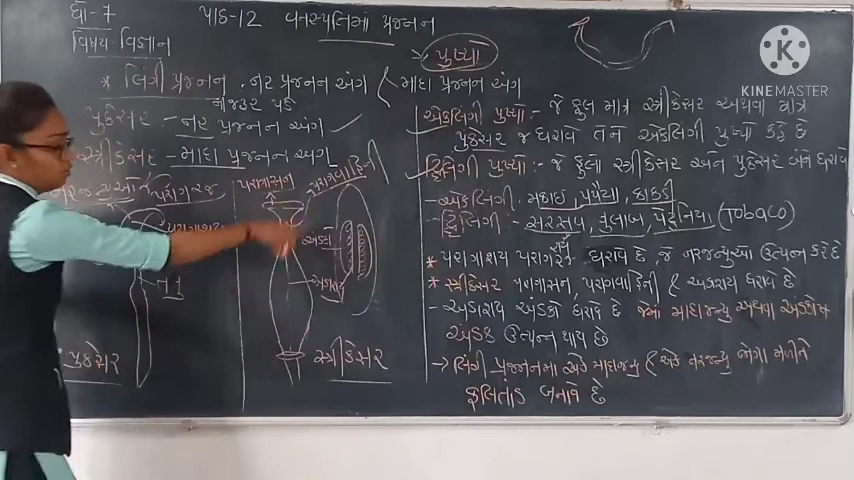 ધો-7
પાઠ-12 વનસ્પતિમાં પ્રજનન
વિષય-વિજ્ઞાન
પુષ્પો
* લિંગી પ્રજનન . નર પ્રજનન અંગ / માદા પ્રજનન અંગ
પુંકેસર - નર પ્રજનન અંગ
સ્ત્રીકેસર - માદા પ્રજનન અંગ
પરાગરજ
તંતુ
પુંકેસર
પરાગાસન
પરાગવાહિની
અંડકો
અંડાશય
સ્ત્રીકેસર
એકલિંગી પુષ્પો :- જે ફૂલ માત્ર સ્ત્રીકેસર અથવા માત્ર
પુંકેસર જ ધરાવે તેને એકલિંગી પુષ્પો કહે છે
દ્વિલિંગી પુષ્પો :- જે ફૂલો સ્ત્રીકેસર અને પુંકેસર બંને ધરાવે
- એકલિંગી. મકાઈ, પપૈયા, કાકડી
- દ્વિલિંગી - સરસવ, ગુલાબ, પેટુનિયા (Tobaco)
* પરાગાશય ધરાવે છે, જે નરજન્યુઓ ઉત્પન્ન કરે છે
* સ્ત્રીકેસર પરાગાસન, પરાગવાહિની / અંડાશય ધરાવે છે
- અંડાશય અંડકો ધરાવે છે જેમાં માદાજન્યુ અથવા અંડકોષ
અંડક ઉત્પન્ન થાય છે
→ લિંગી પ્રજનનમાં એક માદાજન્યુ / એક નરજન્યુ ભેગા મળીને
ફલિતાંડ બનાવે છે
KINEMASTER